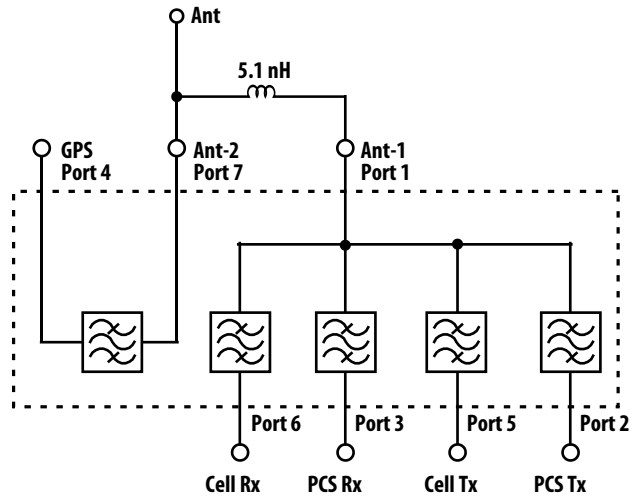 Ant
5.1 nH
GPS
Port 4
Ant-2
Port 7
Ant-1
Port 1
Port 6
Port 3
Port 5
Port 2
Cell Rx
PCS Rx
Cell Tx
PCS Tx